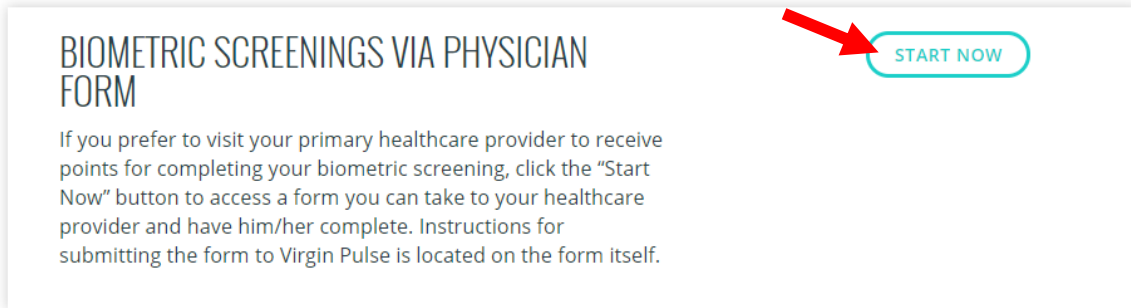 BIOMETRIC SCREENINGS VIA PHYSICIAN
FORM
START NOW
If you prefer to visit your primary healthcare provider to receive
points for completing your biometric screening, click the “Start
Now” button to access a form you can take to your healthcare
provider and have him/her complete. Instructions for
submitting the form to Virgin Pulse is located on the form itself.